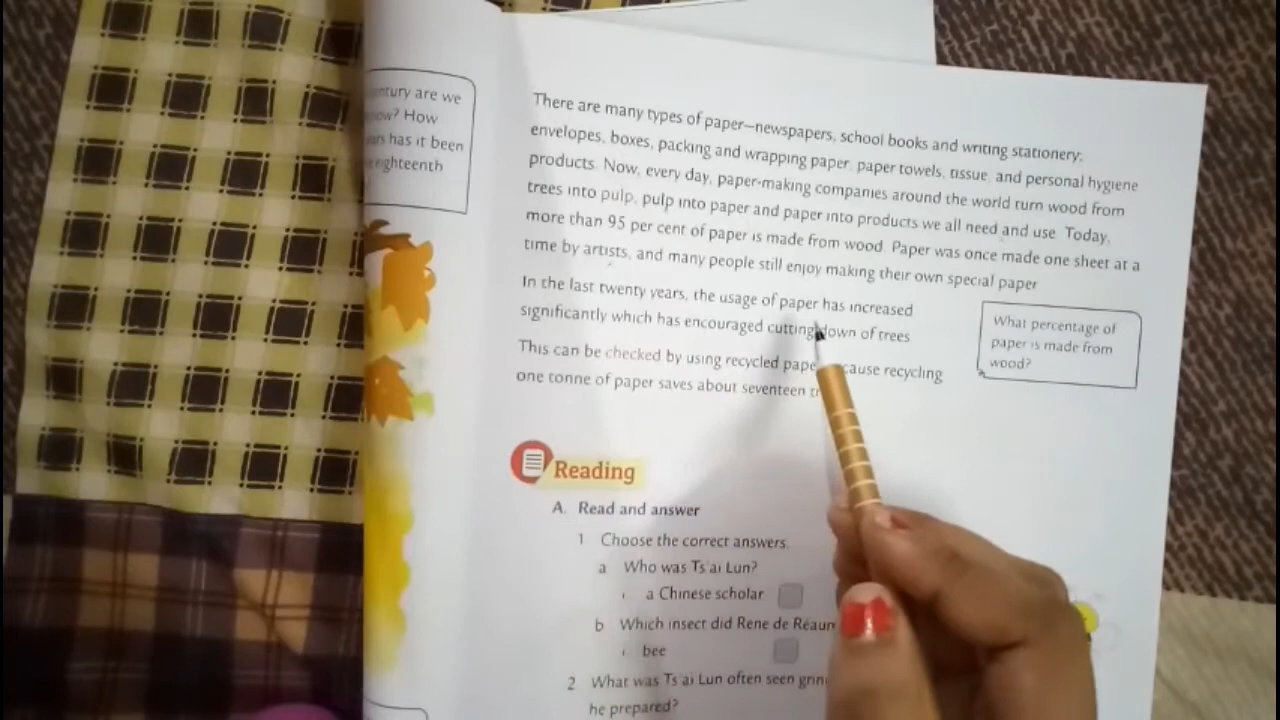 entury are we
now? How
has it been
eighteenth
There are many types of paper—newspapers, school books and writing stationery;
envelopes, boxes, packing and wrapping paper, paper towels, tissue, and personal hygiene
products. Now, every day, paper-making companies around the world turn wood from
trees into pulp, pulp into paper and paper into products we all need and use. Today,
more than 95 per cent of paper is made from wood. Paper was once made one sheet at a
time by artists, and many people still enjoy making their own special paper
In the last twenty years, the usage of paper has increased
significantly which has encouraged cutting down of trees
This can be checked by using recycled pape cause recycling
one tonne of paper saves about seventeen tr
What percentage of
paper is made from
wood?
Reading
A. Read and answer
1 Choose the correct answers.
a Who was Ts'ai Lun?
i a Chinese scholar
b Which insect did Rene de Reaum
i bee
2 What was Ts'ai Lun often seen grin
he prepared?